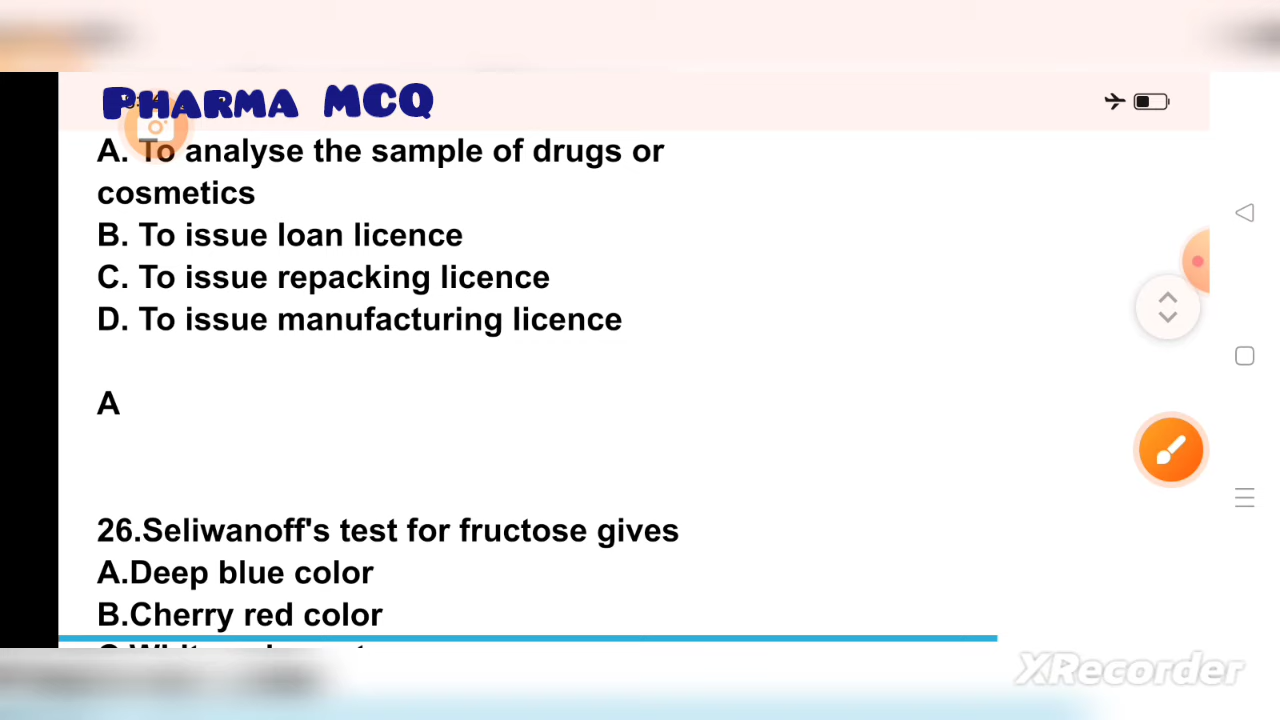 PHARMA MCQ
A. To analyse the sample of drugs or
cosmetics
B. To issue loan licence
C. To issue repacking licence
D. To issue manufacturing licence
A
26.Seliwanoff's test for fructose gives
A.Deep blue color
B.Cherry red color
XRecorder